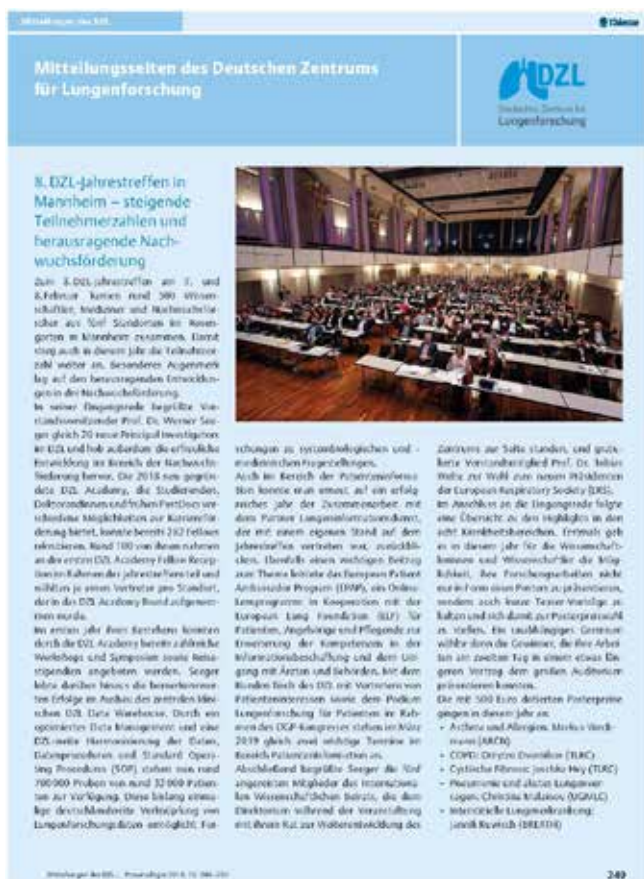 Mitteilungen des DZL
Thieme
Mitteilungsseiten des Deutschen Zentrums
für Lungenforschung
DZL
Deutsches Zentrum für
Lungenforschung
8. DZL-Jahrestreffen in
Mannheim – steigende
Teilnehmerzahlen und
herausragende Nach-
wuchsförderung
Zum 8. DZL-Jahrestreffen am 7. und
8. Februar kamen rund 500 Wissen-
schaftler, Mediziner und Nachwuchsfor-
scher aus fünf Standorten im Rosen-
garten in Mannheim zusammen. Damit
stieg auch in diesem Jahr die Teilnehmer-
zahl weiter an. Besonderes Augenmerk
lag auf den herausragenden Entwicklun-
gen in der Nachwuchsförderung.
In seiner Eingangsrede begrüßte Vor-
standsvorsitzender Prof. Dr. Werner See-
ger gleich 20 neue Principal Investigators
im DZL und hob außerdem die erfreuliche
Entwicklung im Bereich der Nachwuchs-
förderung hervor. Die 2018 neu gegrün-
dete DZL Academy, die Studierenden,
Doktorandinnen und frühen PostDocs ver-
schiedene Möglichkeiten zur Karriereför-
derung bietet, konnte bereits 262 Fellows
rekrutieren. Rund 100 von ihnen nahmen
an der ersten DZL Academy Fellow Recep-
tion im Rahmen des Jahrestreffens teil und
wählten je einen Vertreter pro Standort,
der in das DZL Academy Board aufgenom-
men wurde.
Im ersten Jahr ihres Bestehens konnten
durch die DZL Academy bereits zahlreiche
Workshops und Symposien sowie Reise-
stipendien angeboten werden. Seeger
lobte darüber hinaus die bemerkenswer-
ten Erfolge im Ausbau des zentralen klini-
schen DZL Data Warehouse. Durch ein
optimiertes Data Management und eine
DZL-weite Harmonisierung der Daten,
Datenprozeduren und Standard Operat-
ing Procedures (SOP) stehen nun rund
700 000 Proben von rund 32 000 Patien-
ten zur Verfügung. Diese bislang einma-
lige deutschlandweite Verknüpfung von
Lungenforschungsdaten ermöglicht For-
schungen zu systembiologischen und -
medizinischen Fragestellungen.
Auch im Bereich der Patienteninforma-
tion konnte man erneut auf ein erfolg-
reiches Jahr der Zusammenarbeit mit
dem Partner Lungeninformationsdienst,
der mit einem eigenen Stand auf dem
Jahrestreffen vertreten war, zurückbli-
cken. Ebenfalls einen wichtigen Beitrag
zum Thema leistete das European Patient
Ambassador Program (EPAP), ein Online-
Lernprogramm in Kooperation mit der
European Lung Foundation (ELF) für
Patienten, Angehörige und Pflegende zur
Erweiterung der Kompetenzen in der
Informationsbeschaffung und dem Um-
gang mit Ärzten und Behörden. Mit dem
Runden Tisch des DZL mit Vertretern von
Patienteninteressen sowie dem Podium
Lungenforschung für Patienten im Rah-
men des DGP-Kongresses stehen im März
2019 gleich zwei wichtige Termine im
Bereich Patienteninformation an.
Abschließend begrüßte Seeger die fünf
angereisten Mitglieder des Internationa-
len Wissenschaftlichen Beirats, die dem
Direktorium während der Veranstaltung
mit ihrem Rat zur Weiterentwicklung des
Zentrums zur Seite standen, und gratu-
lierte Vorstandsmitglied Prof. Dr. Tobias
Welte zur Wahl zum neuen Präsidenten
der European Respiratory Society (ERS).
Im Anschluss an die Eingangsrede folgte
eine Übersicht zu den Highlights in den
acht Krankheitsbereichen. Erstmals gab
es in diesem Jahr für die Wissenschaft-
lerinnen und Wissenschaftler die Mög-
lichkeit, ihre Forschungsarbeiten nicht
nur in Form eines Posters zu präsentieren,
sondern auch kurze Teaser-Vorträge zu
halten und sich damit zur Posterpreiswahl
zu stellen. Ein unabhängiges Gremium
wählte dann die Gewinner, die ihre Arbei-
ten am zweiten Tag in einem etwas län-
geren Vortrag dem großen Auditorium
präsentieren konnten.
Die mit 500 Euro dotierten Posterpreise
gingen in diesem Jahr an:
• Asthma und Allergien: Markus
(ARCN)
• COPD: (TLRC)
• Cystische Fibrose: Joschka Hey (TLRC)
• Pneumonie und akutes Lungenver-
sagen: Christina Malainou (UGMLC)
• Interstitielle Lungenerkrankung:
Jannik Ruwisch (BREATH)
Mitteilungen des DZL Pneumologie 2019; 73:
249